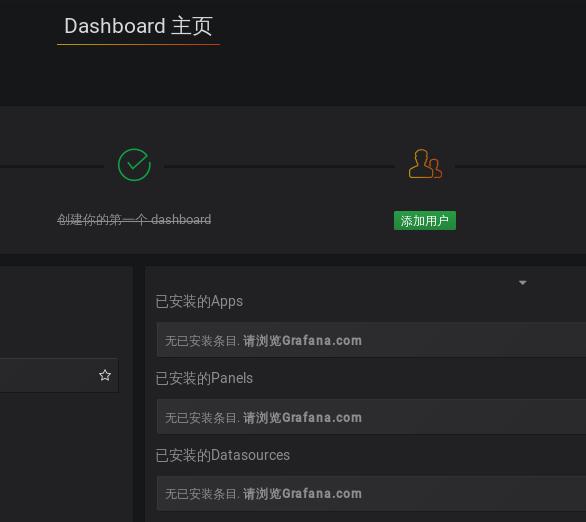 Dashboard 主页
创建你的第一个 dashboard
添加用户
已安装的Apps
无已安装条目. 请浏览Grafana.com
已安装的Panels
无已安装条目. 请浏览Grafana.com
已安装的Datasources
无已安装条目. 请浏览Grafana.com